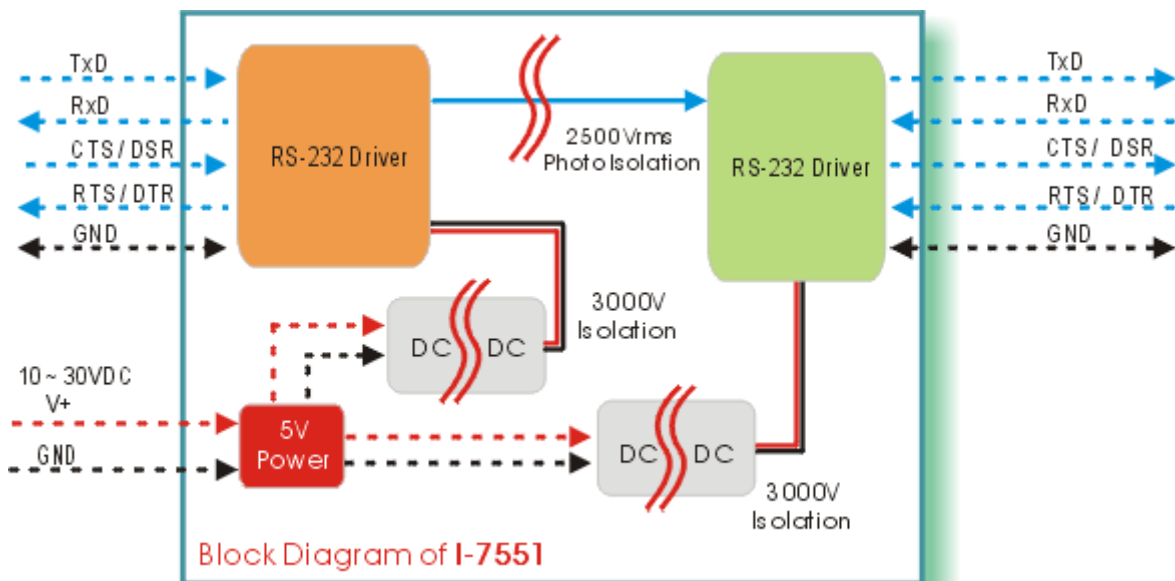 TxD
RxD
CTS/DSR
RTS/DTR
GND
RS-232 Driver
2500Vrms
Photo Isolation
RS-232 Driver
TxD
RxD
CTS/ DSR
RTS/ DTR
GND
DC DC
3000V
Isolation
10~30VDC
V+
GND
5V
Power
DC DC
3000V
Isolation
Block Diagram of I-7551